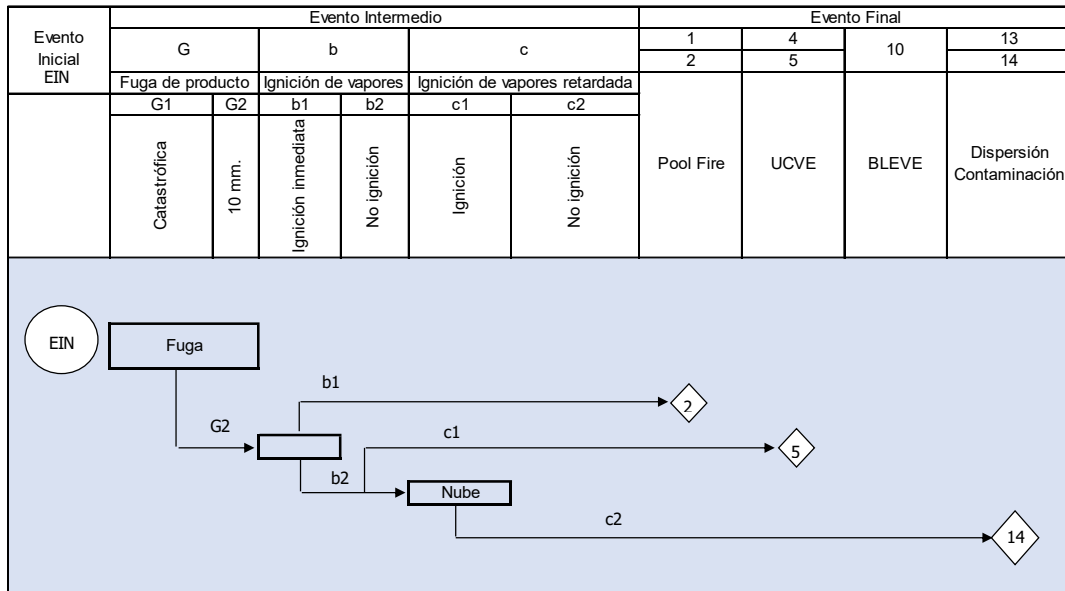 Evento Inicial EIN
Evento Intermedio
Evento Final
G
b
c
1
4
10
13
2
5
14
Fuga de producto
Ignición de vapores
Ignición de vapores retardada
G1
G2
b1
b2
c1
c2
Catastrófica
10 mm.
Ignición inmediata
No ignición
Ignición
No ignición
Pool Fire
UCVE
BLEVE
Dispersión
Contaminación
EIN
Fuga
b1
2
G2
c1
5
b2
Nube
c2
14